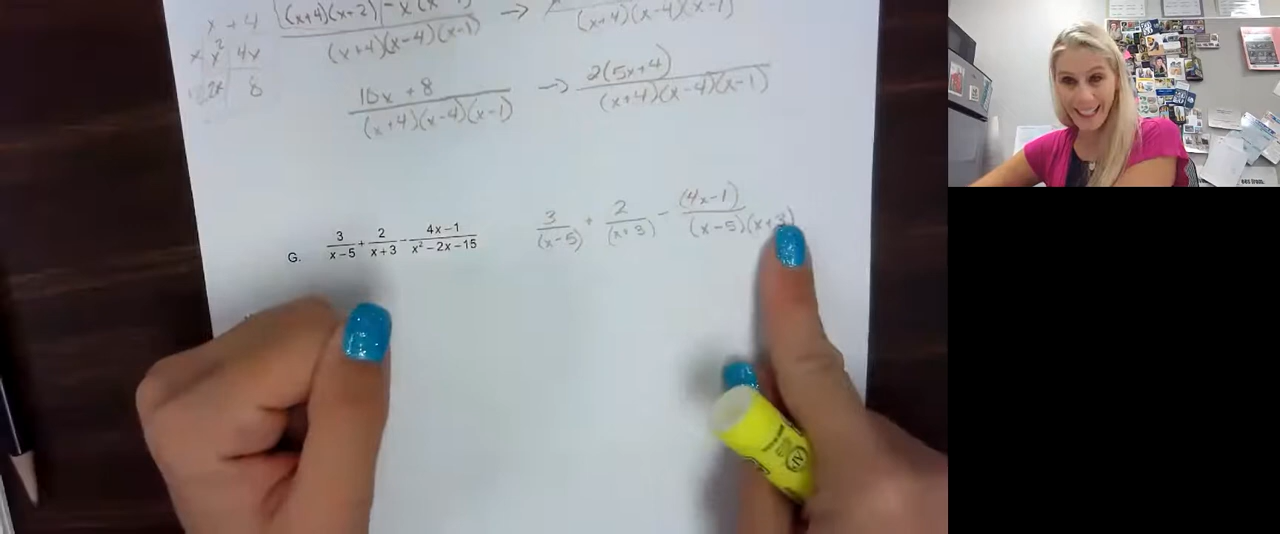 x + 4
x x² 4x
2x 8
(x+4)(x+2) - x(x
(x+4)(x-4)(x-1)
→
(x+4)(x-4)(x-1)
10x + 8
(x+4)(x-4)(x-1)
→
2(5x+4)
(x+4)(x-4)(x-1)
G. 3/(x-5) + 2/(x+3) - (4x-1)/(x²-2x-15)
3/(x-5) + 2/(x+3) - (4x-1)/((x-5)(x+3))